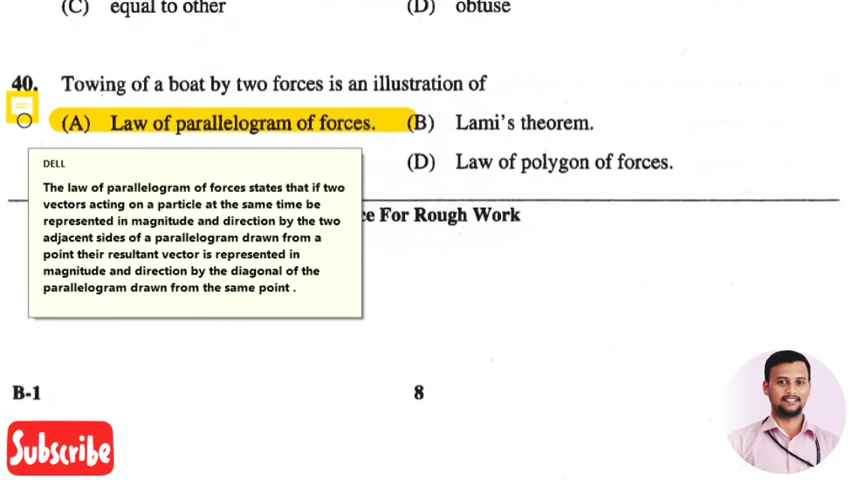 (C) equal to other (D) obtuse
40. Towing of a boat by two forces is an illustration of
(A) Law of parallelogram of forces. (B) Lami's theorem.
(D) Law of polygon of forces.
DELL
The law of parallelogram of forces states that if two
vectors acting on a particle at the same time be
represented in magnitude and direction by the two
adjacent sides of a parallelogram drawn from a
point their resultant vector is represented in
magnitude and direction by the diagonal of the
parallelogram drawn from the same point .
For Rough Work
B-1 8
Subscribe